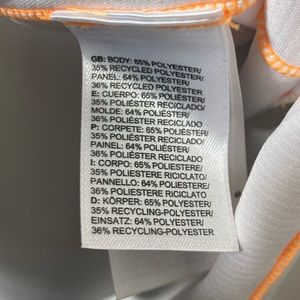 GB: BODY: 65% POLYESTER/
35% RECYCLED POLYESTER/
PANEL: 64% POLYESTER/
36% RECYCLED POLYESTER
E: CUERPO: 65% POLIÉSTER/
35% POLIÉSTER RECICLADO/
MOLDE: 64% POLIÉSTER/
36% POLIÉSTER RECICLADO
P: CORPETE: 65% POLIÉSTER/
35% POLIÉSTER RECICLADO/
PAINEL: 64% POLIÉSTER/
36% POLIÉSTER RECICLADO
I: CORPO: 65% POLIESTERE/
35% POLIESTERE RICICLATO/
PANNELLO: 64% POLIESTERE/
36% POLIESTERE RICICLATO
D: KÖRPER: 65% POLYESTER/
35% RECYCLING-POLYESTER/
EINSATZ: 64% POLYESTER/
36% RECYCLING-POLYESTER